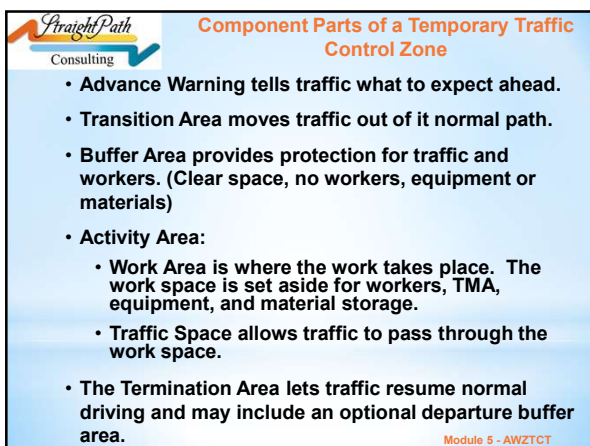 StraightPath
Consulting
Component Parts of a Temporary Traffic
Control Zone
• Advance Warning tells traffic what to expect ahead.
• Transition Area moves traffic out of it normal path.
• Buffer Area provides protection for traffic and
workers. (Clear space, no workers, equipment or
materials)
• Activity Area:
• Work Area is where the work takes place. The
work space is set aside for workers, TMA,
equipment, and material storage.
• Traffic Space allows traffic to pass through the
work space.
• The Termination Area lets traffic resume normal
driving and may include an optional departure buffer
area.
Module 5 - AWZTCT